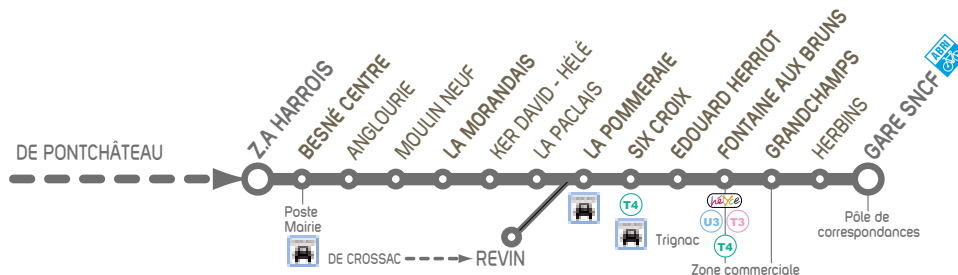 DE PONTCHÂTEAU
Z.A HARROIS
BESNÉ CENTRE
ANGLOURIE
MOULIN NEUF
LA MORANDAIS
KER DAVID - HÉLÉ
LA PACLAIS
LA POMMERAIE
SIX CROIX
EDOUARD HERRIOT
FONTAINE AUX BRUNS
GRANDCHAMPS
HERBINS
GARE SNCF
ABRI
Poste
Mairie
DE CROSSAC
REVIN
T4
Trignac
hélYce
U3
T3
T4
Zone commerciale
Pôle de
correspondances